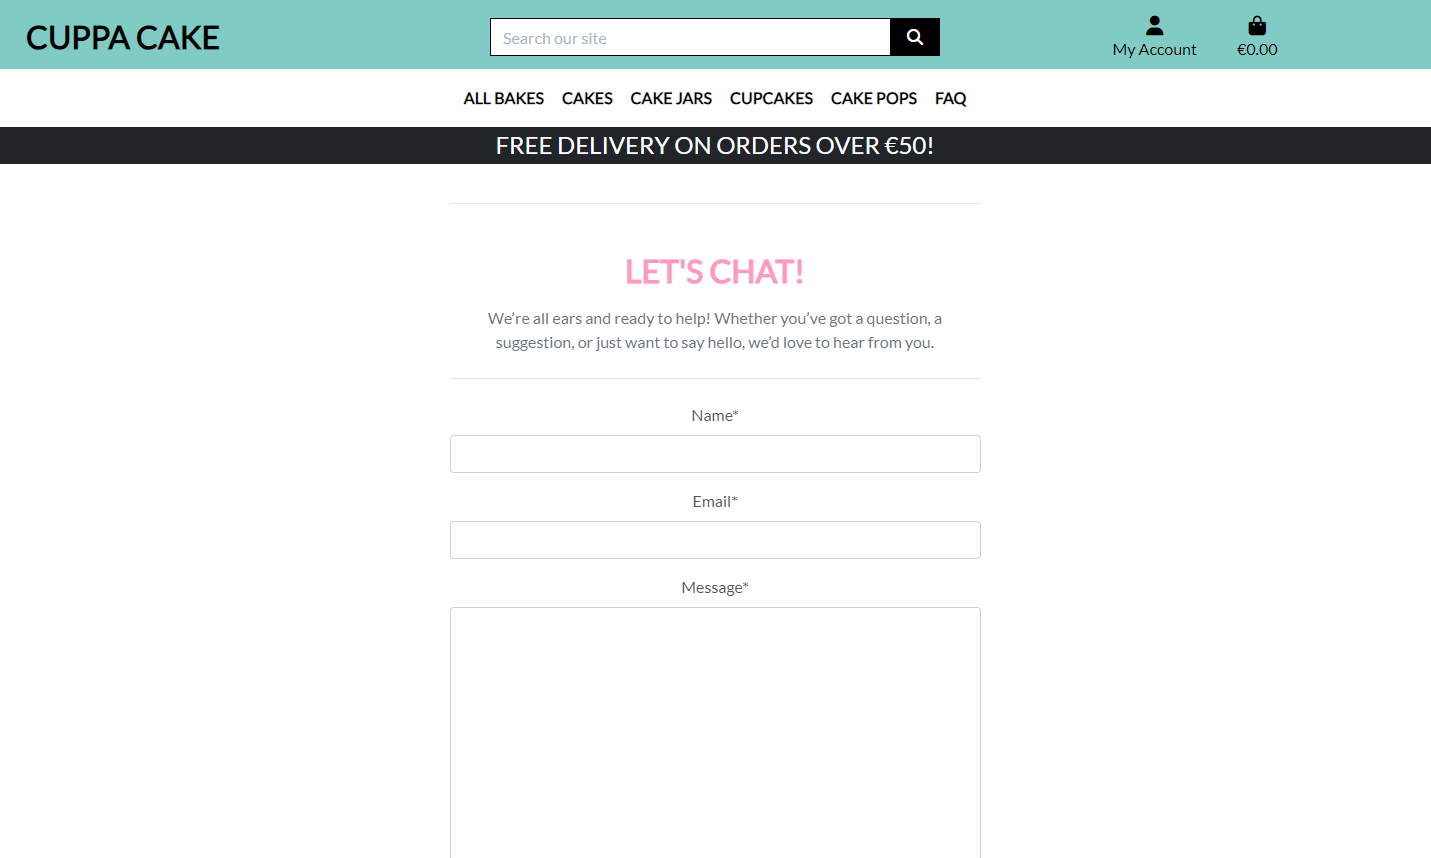 CUPPA CAKE
Search our site
My Account
€0.00
ALL BAKES CAKES CAKE JARS CUPCAKES CAKE POPS FAQ
FREE DELIVERY ON ORDERS OVER €50!
LET'S CHAT!
We’re all ears and ready to help! Whether you’ve got a question, a
suggestion, or just want to say hello, we’d love to hear from you.
Name*
Email*
Message*